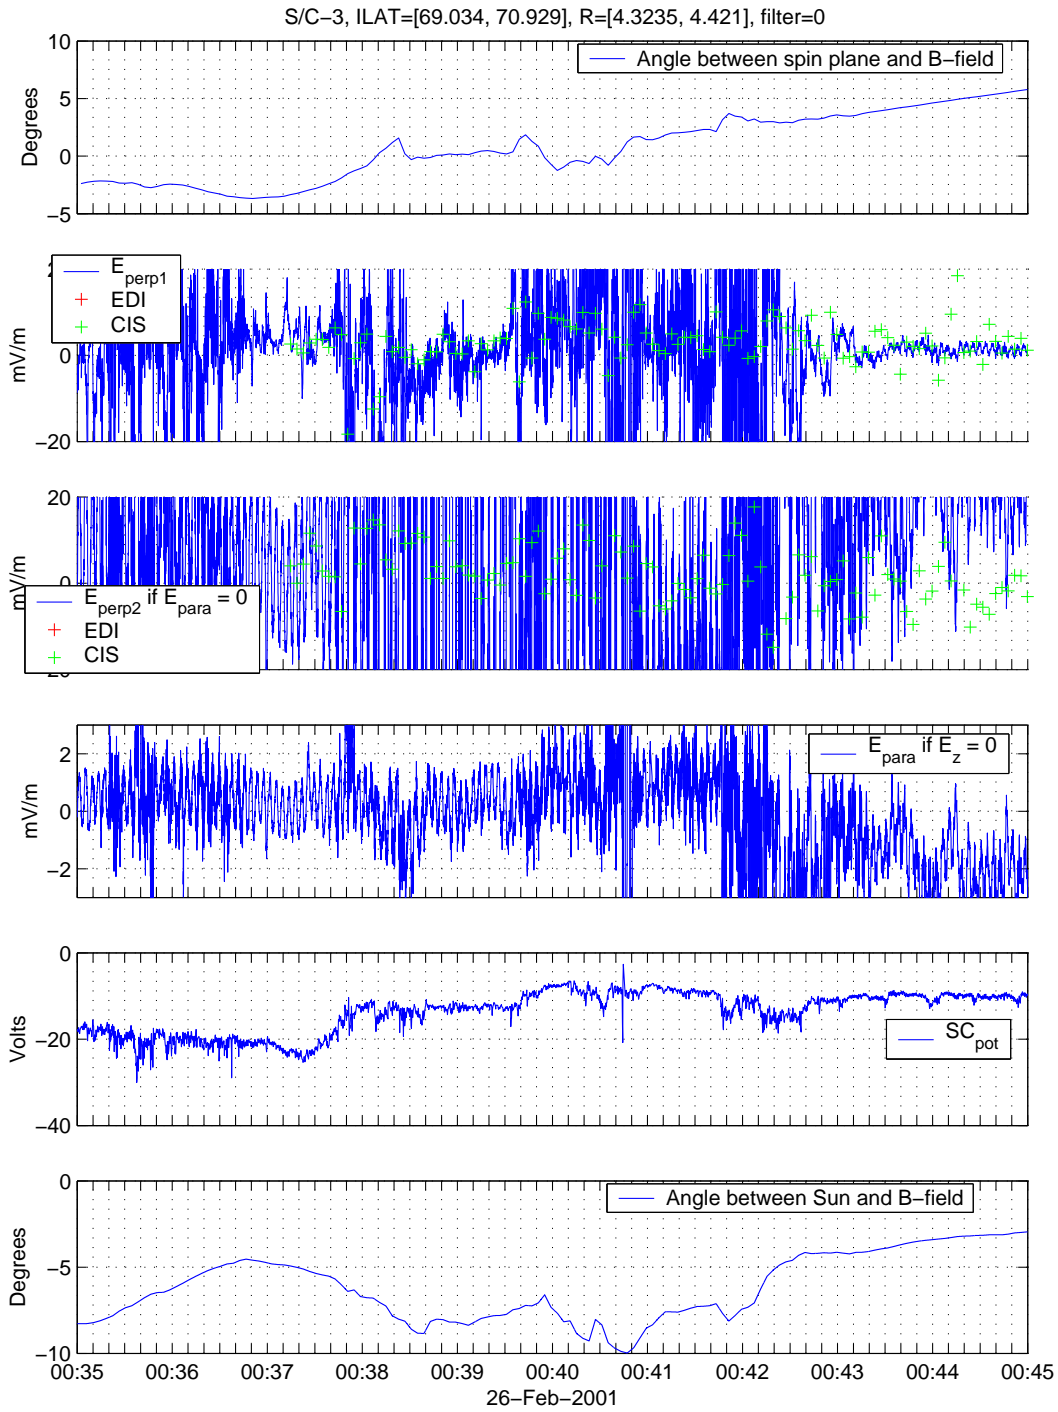 S/C−3, ILAT=[69.034, 70.929], R=[4.3235, 4.421], filter=0
10
5
0
−5
Degrees
Angle between spin plane and B−field
0
−20
mV/m
E_perp1
EDI
CIS
20
0
mV/m
E_perp2 if E_para = 0
EDI
CIS
2
0
−2
mV/m
E_para if E_z = 0
0
−20
−40
Volts
SC_pot
0
−5
−10
Degrees
Angle between Sun and B−field
00:35 00:36 00:37 00:38 00:39 00:40 00:41 00:42 00:43 00:44 00:45
26−Feb−2001